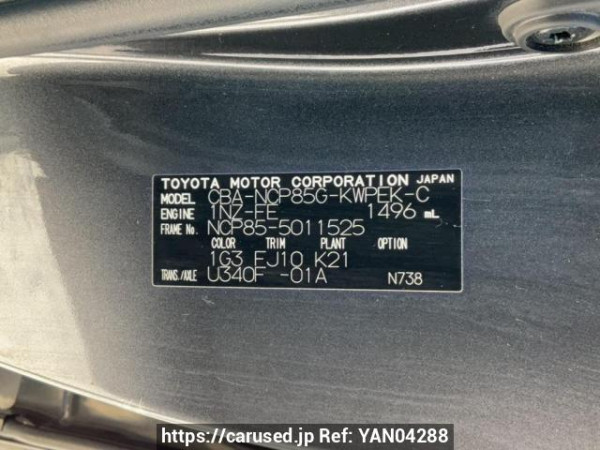 TOYOTA MOTOR CORPORATION JAPAN
MODEL CBA-NCP85G-KWPEK-C
ENGINE 1NZ-FE 1496 mL
FRAME No. NCP85-5011525
COLOR TRIM PLANT OPTION
1G3 EJ10 K21
TRANS./AXLE U340F -01A N738
https://carused.jp Ref: YAN04288